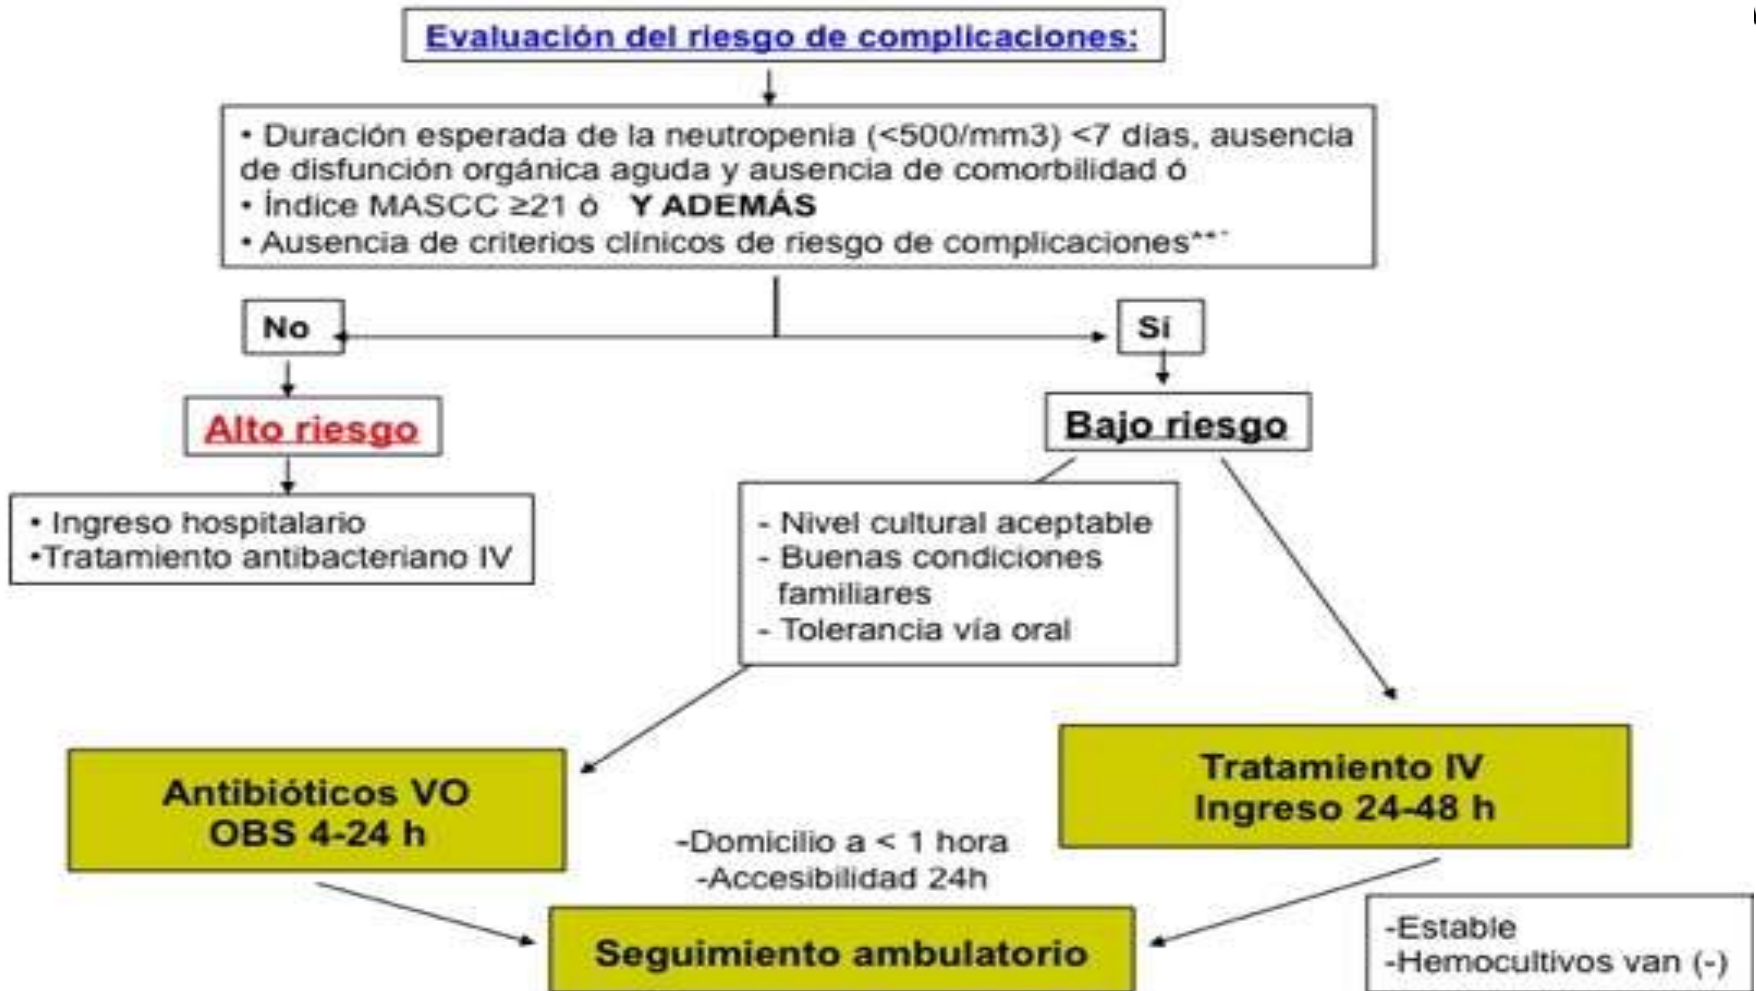 Evaluación del riesgo de complicaciones:
• Duración esperada de la neutropenia (<500/mm3) <7 días, ausencia
de disfunción orgánica aguda y ausencia de comorbilidad ó
• Índice MASCC ≥21 ó Y ADEMÁS
• Ausencia de criterios clínicos de riesgo de complicaciones**
No
Sí
Alto riesgo
Bajo riesgo
• Ingreso hospitalario
•Tratamiento antibacteriano IV
- Nivel cultural aceptable
- Buenas condiciones
familiares
- Tolerancia vía oral
Antibióticos VO
OBS 4-24 h
Tratamiento IV
Ingreso 24-48 h
-Domicilio a < 1 hora
-Accesibilidad 24h
Seguimiento ambulatorio
-Estable
-Hemocultivos van (-)